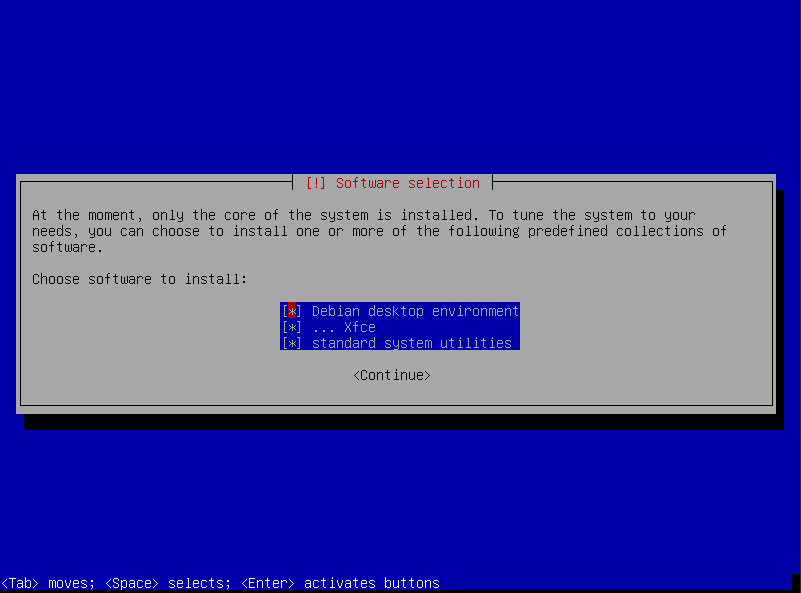 [!] Software selection
At the moment, only the core of the system is installed. To tune the system to your
needs, you can choose to install one or more of the following predefined collections of
software.
Choose software to install:
[*] Debian desktop environment
[*] ... Xfce
[*] standard system utilities
<Continue>
<Tab> moves; <Space> selects; <Enter> activates buttons